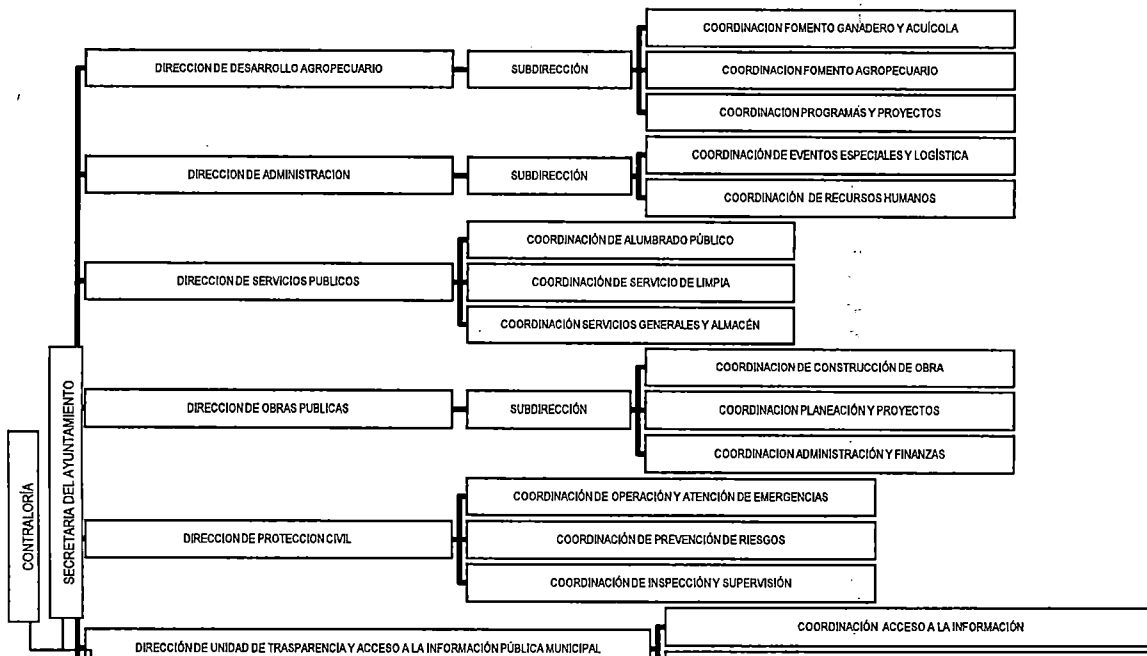 COORDINACION FOMENTO GANADERO Y ACUÍCOLA
DIRECCION DE DESARROLLO AGROPECUARIO
SUBDIRECCIÓN
COORDINACION FOMENTO AGROPECUARIO
COORDINACION PROGRAMAS Y PROYECTOS
DIRECCION DE ADMINISTRACION
SUBDIRECCIÓN
COORDINACIÓN DE EVENTOS ESPECIALES Y LOGÍSTICA
COORDINACIÓN DE RECURSOS HUMANOS
DIRECCION DE SERVICIOS PUBLICOS
COORDINACIÓN DE ALUMBRADO PÚBLICO
COORDINACIÓN DE SERVICIO DE LIMPIA
COORDINACIÓN SERVICIOS GENERALES Y ALMACÉN
CONTRALORÍA
SECRETARIA DEL AYUNTAMIENTO
DIRECCION DE OBRAS PUBLICAS
SUBDIRECCIÓN
COORDINACION DE CONSTRUCCIÓN DE OBRA
COORDINACION PLANEACIÓN Y PROYECTOS
COORDINACION ADMINISTRACIÓN Y FINANZAS
DIRECCION DE PROTECCION CIVIL
COORDINACIÓN DE OPERACIÓN Y ATENCIÓN DE EMERGENCIAS
COORDINACIÓN DE PREVENCIÓN DE RIESGOS
COORDINACIÓN DE INSPECCIÓN Y SUPERVISIÓN
DIRECCIÓN DE UNIDAD DE TRASPARENCIA Y ACCESO A LA INFORMACIÓN PÚBLICA MUNICIPAL
COORDINACIÓN ACCESO A LA INFORMACIÓN